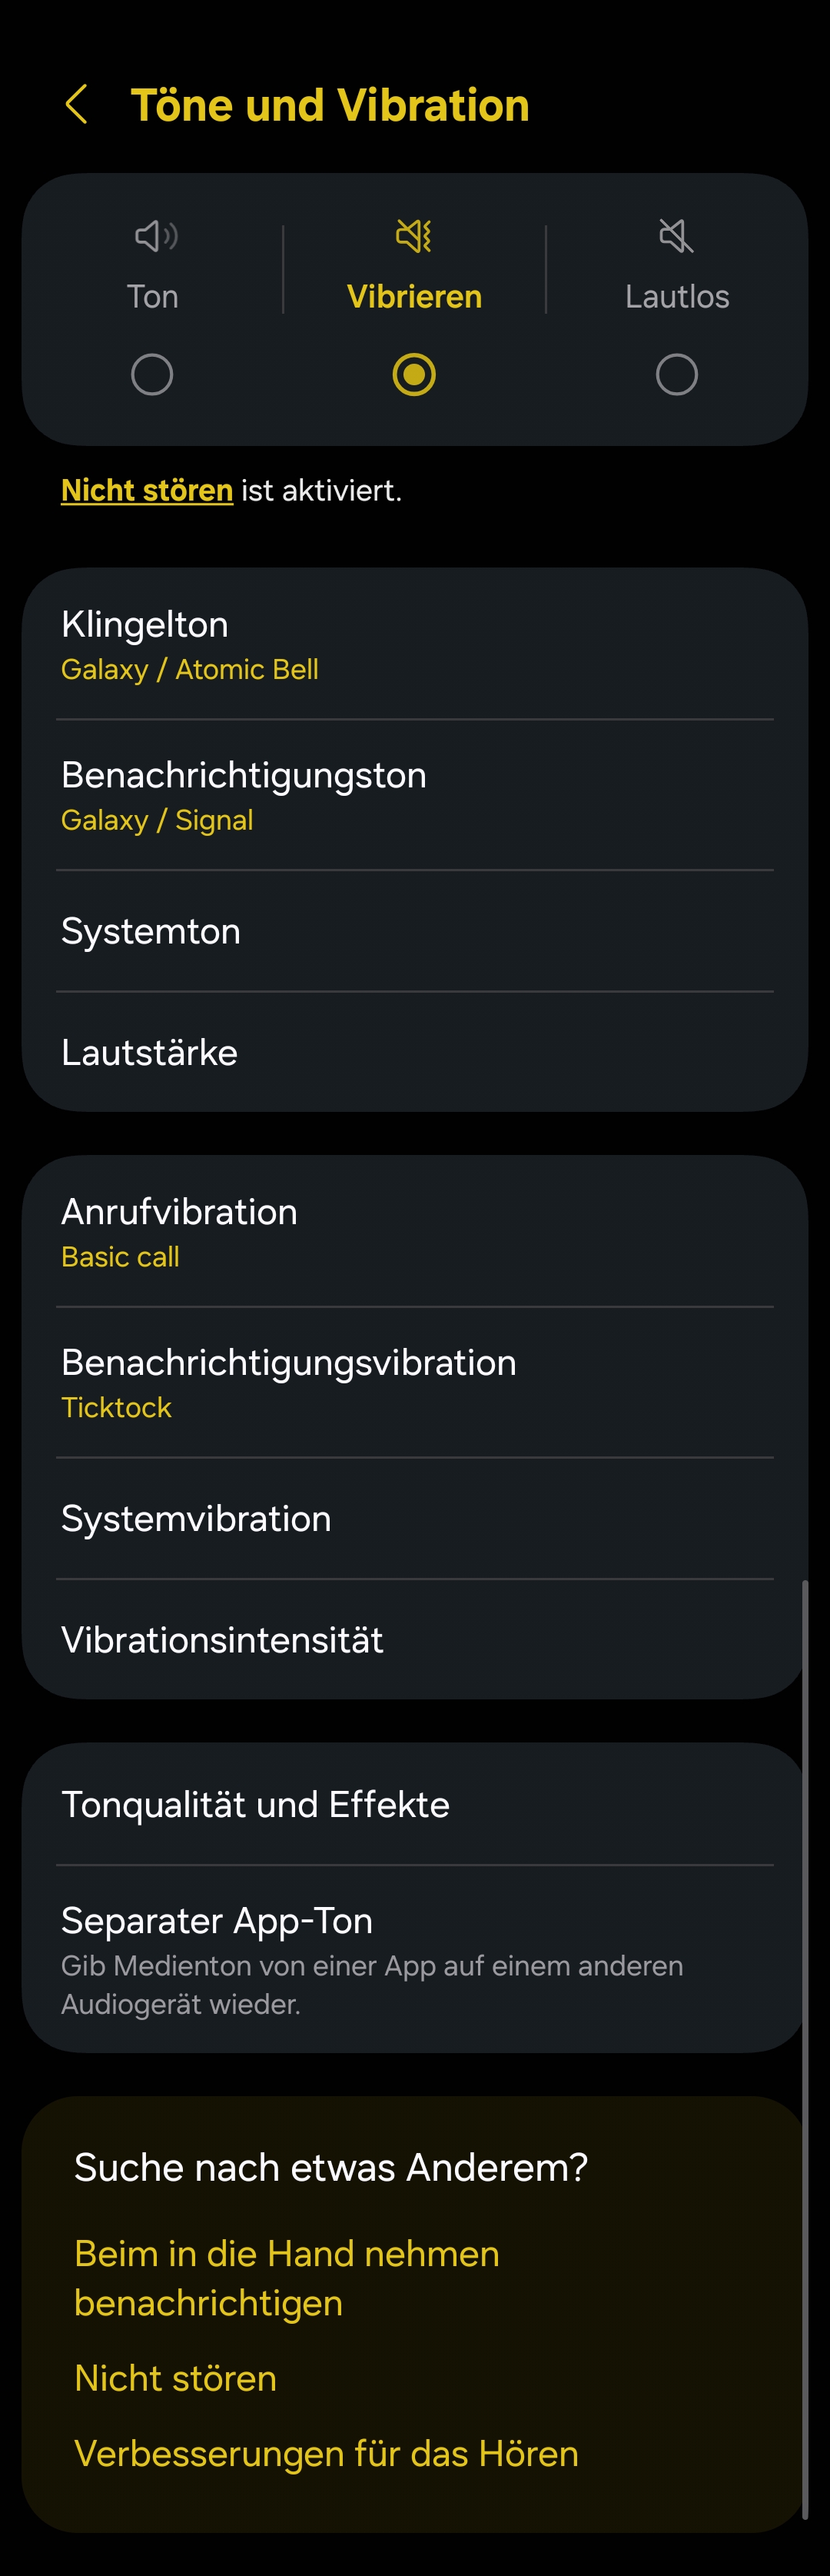 Töne und Vibration
Ton
Vibrieren
Lautlos
Nicht stören ist aktiviert.
Klingelton
Galaxy / Atomic Bell
Benachrichtigungston
Galaxy / Signal
Systemton
Lautstärke
Anrufvibration
Basic call
Benachrichtigungsvibration
Ticktock
Systemvibration
Vibrationsintensität
Tonqualität und Effekte
Separater App-Ton
Gib Medienton von einer App auf einem anderen
Audiogerät wieder.
Suche nach etwas Anderem?
Beim in die Hand nehmen
benachrichtigen
Nicht stören
Verbesserungen für das Hören